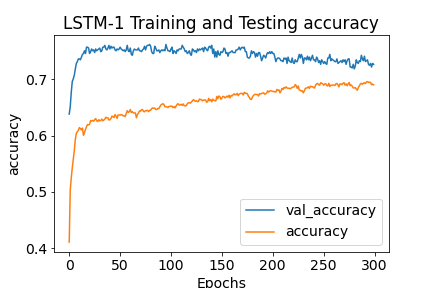 LSTM-1 Training and Testing accuracy
accuracy
0.7
0.6
0.5
0.4
val_accuracy
accuracy
0 50 100 150 200 250 300
Epochs